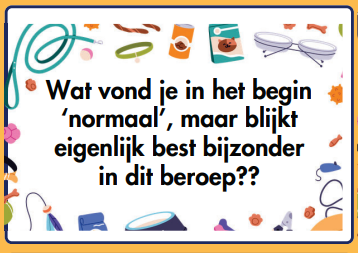 Wat vond je in het begin
‘normaal’, maar blijkt
eigenlijk best bijzonder
in dit beroep??